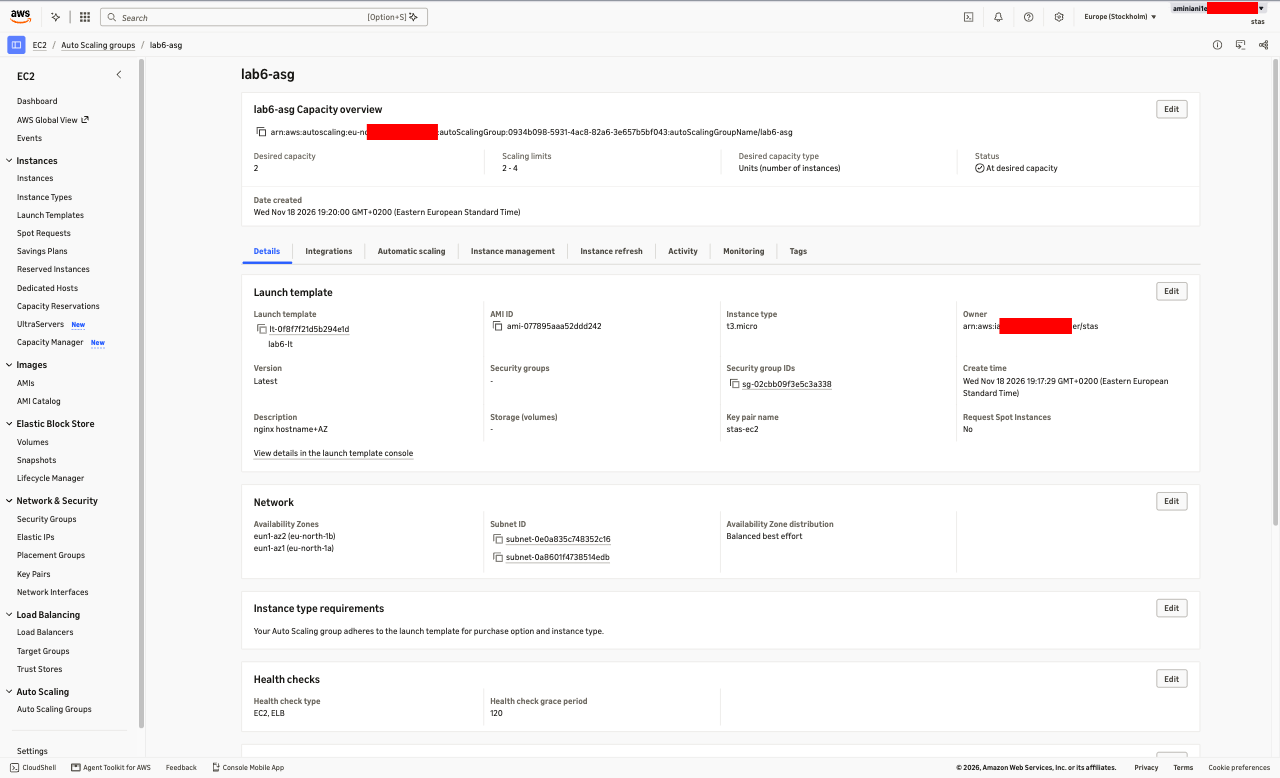 aws
Search
[Option+S]
Europe (Stockholm)
aminiani1e
stas
EC2 / Auto Scaling groups / lab6-asg
EC2
Dashboard
AWS Global View
Events
Instances
Instances
Instance Types
Launch Templates
Spot Requests
Savings Plans
Reserved Instances
Dedicated Hosts
Capacity Reservations
UltraServers New
Capacity Manager New
Images
AMIs
AMI Catalog
Elastic Block Store
Volumes
Snapshots
Lifecycle Manager
Network & Security
Security Groups
Elastic IPs
Placement Groups
Key Pairs
Network Interfaces
Load Balancing
Load Balancers
Target Groups
Trust Stores
Auto Scaling
Auto Scaling Groups
Settings
lab6-asg
lab6-asg Capacity overview
Edit
arn:aws:autoscaling:eu-no :autoScalingGroup:0934b098-5931-4ac8-82a6-3e657b5bf043:autoScalingGroupName/lab6-asg
Desired capacity
2
Scaling limits
2 - 4
Desired capacity type
Units (number of instances)
Status
At desired capacity
Date created
Wed Nov 18 2026 19:20:00 GMT+0200 (Eastern European Standard Time)
Details
Integrations
Automatic scaling
Instance management
Instance refresh
Activity
Monitoring
Tags
Launch template
Edit
Launch template
lt-0f8f7f21d5b294e1d
lab6-lt
AMI ID
ami-077895aaa52ddd242
Instance type
t3.micro
Owner
arn:aws:ia er/stas
Version
Latest
Security groups
-
Security group IDs
sg-02cbb09f3e5c3a338
Create time
Wed Nov 18 2026 19:17:29 GMT+0200 (Eastern European
Standard Time)
Description
nginx hostname+AZ
Storage (volumes)
-
Key pair name
stas-ec2
Request Spot Instances
No
View details in the launch template console
Network
Edit
Availability Zones
eun1-az2 (eu-north-1b)
eun1-az1 (eu-north-1a)
Subnet ID
subnet-0e0a835c748352c16
subnet-0a8601f4738514edb
Availability Zone distribution
Balanced best effort
Instance type requirements
Edit
Your Auto Scaling group adheres to the launch template for purchase option and instance type.
Health checks
Edit
Health check type
EC2, ELB
Health check grace period
120
CloudShell
Agent Toolkit for AWS
Feedback
Console Mobile App
© 2026, Amazon Web Services, Inc. or its affiliates.
Privacy
Terms
Cookie preferences